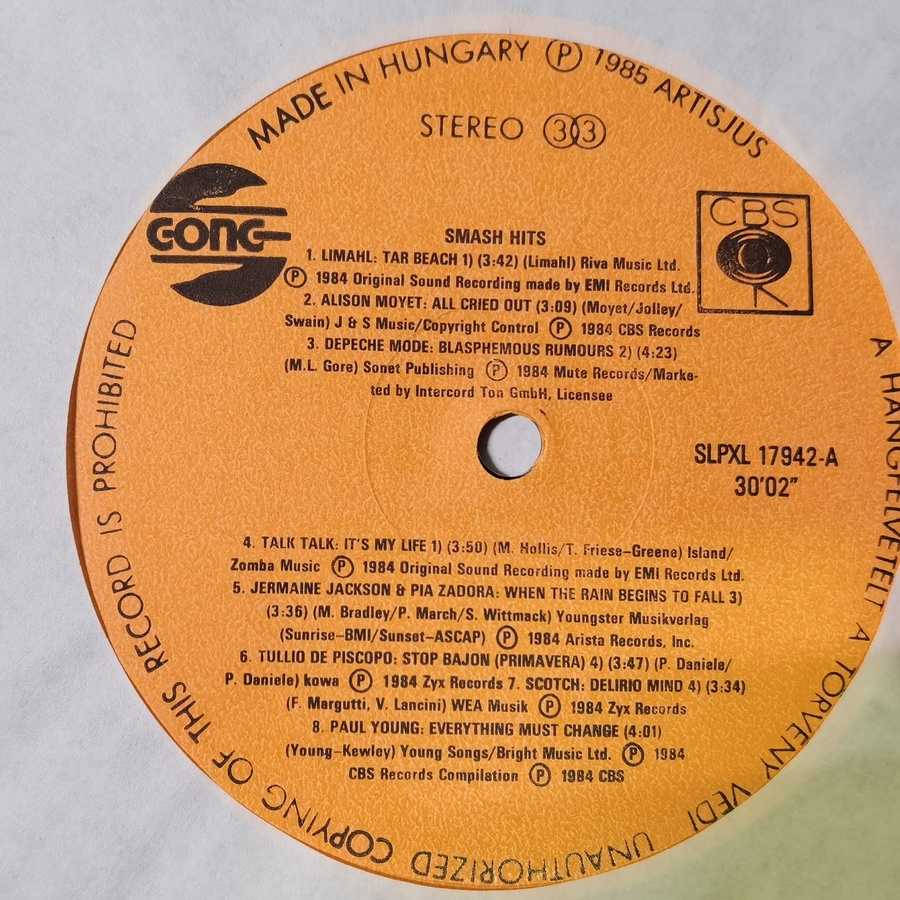 MADE IN HUNGARY Ⓟ 1985 ARTISJUS
STEREO 33
GONG
CBS
SMASH HITS
1. LIMAHL: TAR BEACH 1) (3:42) (Limahl) Riva Music Ltd.
Ⓟ 1984 Original Sound Recording made by EMI Records Ltd.
2. ALISON MOYET: ALL CRIED OUT (3:09) (Moyet/Jolley/
Swain) J & S Music/Copyright Control Ⓟ 1984 CBS Records
3. DEPECHE MODE: BLASPHEMOUS RUMOURS 2) (4:23)
(M.L. Gore) Sonet Publishing Ⓟ 1984 Mute Records/Marke-
ted by Intercord Ton GmbH, Licensee
SLPXL 17942-A
30'02"
4. TALK TALK: IT'S MY LIFE 1) (3:50) (M. Hollis/T. Friese-Greene) Island/
Zomba Music Ⓟ 1984 Original Sound Recording made by EMI Records Ltd.
5. JERMAINE JACKSON & PIA ZADORA: WHEN THE RAIN BEGINS TO FALL 3)
(3:36) (M. Bradley/P. March/S. Wittmack) Youngster Musikverlag
(Sunrise-BMI/Sunset-ASCAP) Ⓟ 1984 Arista Records, Inc.
6. TULLIO DE PISCOPO: STOP BAJON (PRIMAVERA) 4) (3:47) (P. Daniele/
P. Daniele) kowa Ⓟ 1984 Zyx Records 7. SCOTCH: DELIRIO MIND 4) (3:34)
(F. Margutti, V. Lancini) WEA Musik Ⓟ 1984 Zyx Records
8. PAUL YOUNG: EVERYTHING MUST CHANGE (4:01)
(Young-Kewley) Young Songs/Bright Music Ltd. Ⓟ 1984
CBS Records Compilation Ⓟ 1984 CBS
A HANGFELVÉTELT A TÖRVÉNY VÉDI
UNAUTHORIZED COPYING OF THIS RECORD IS PROHIBITED